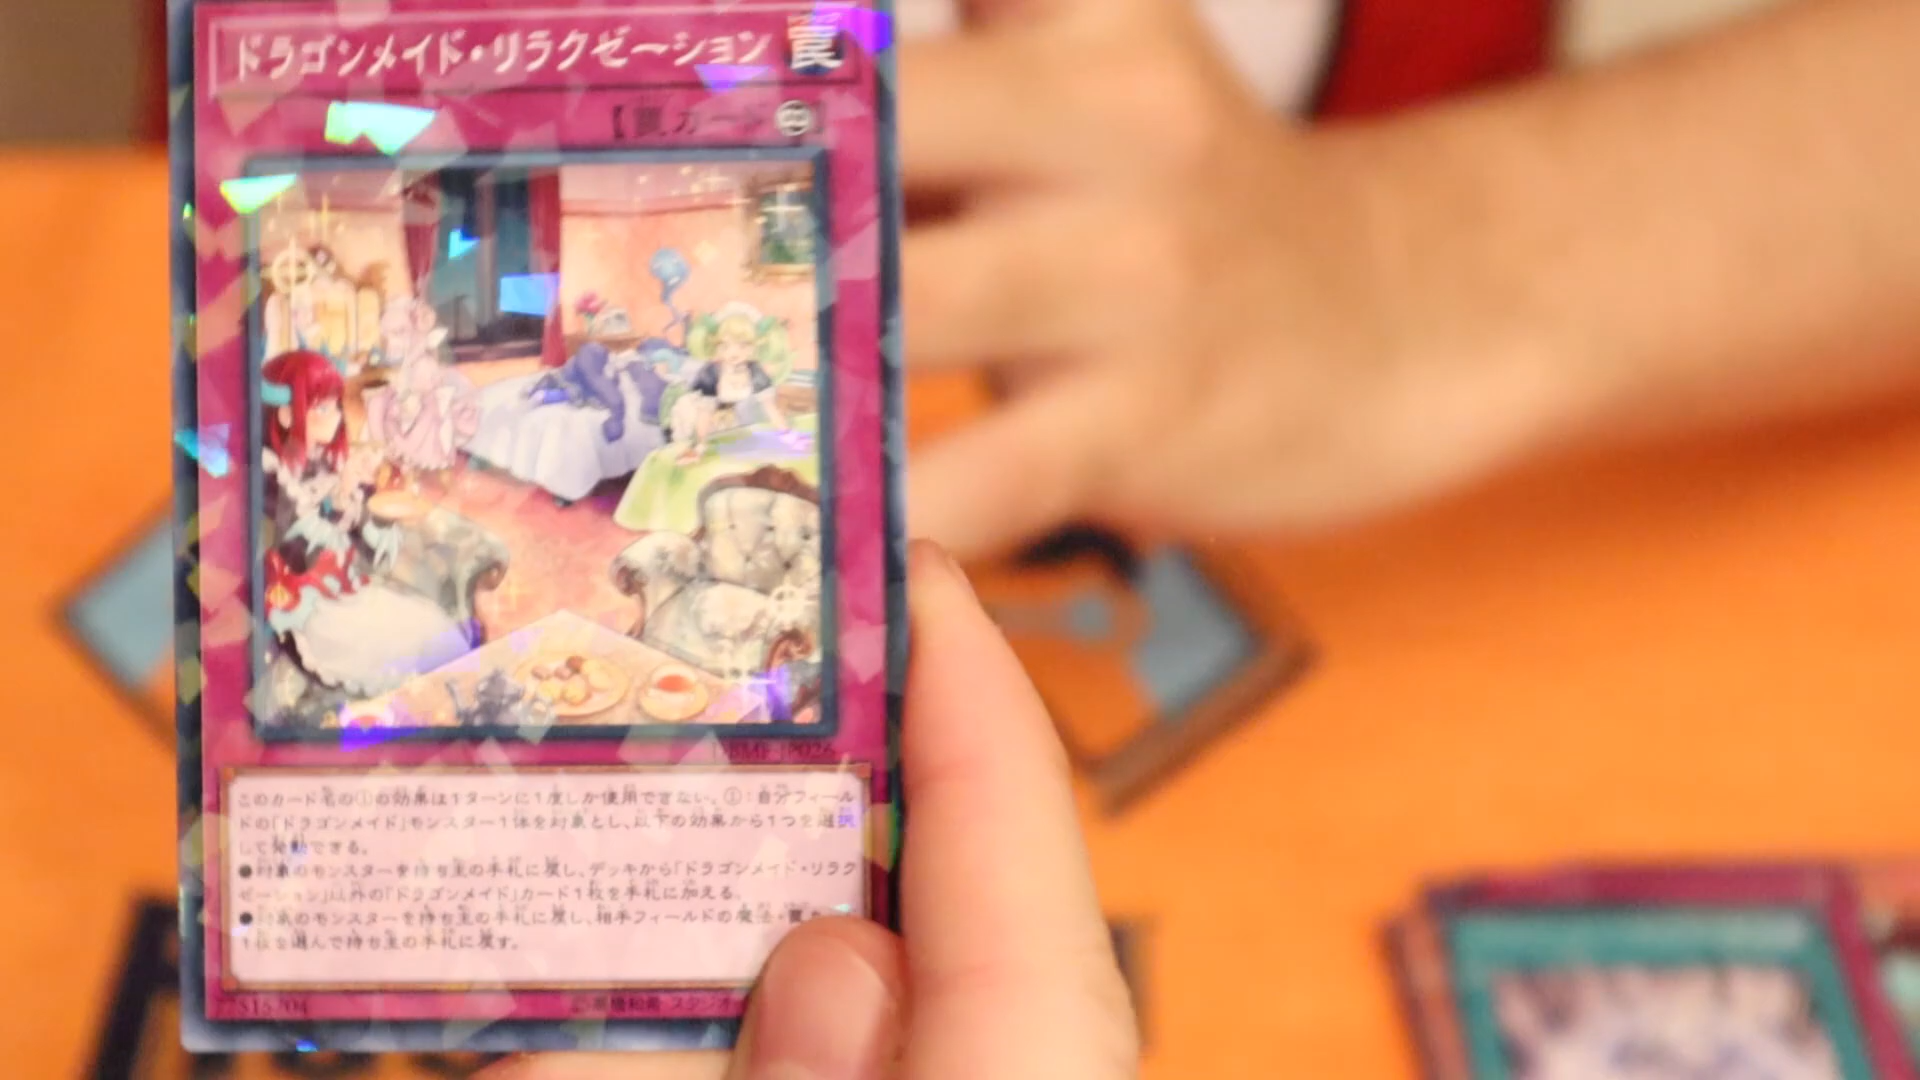 ドラゴンメイド・リラクゼーション 罠
【罠カード】
DBMF-JP026
このカード名の①の効果は1ターンに1度しか使用できない。①：自分フィール
ドの「ドラゴンメイド」モンスター1体を対象とし、以下の効果から1つを選択
して発動できる。
●対象のモンスターを持ち主の手札に戻し、デッキから「ドラゴンメイド・リラク
ゼーション」以外の「ドラゴンメイド」カード1枚を手札に加える。
●対象のモンスターを持ち主の手札に戻し、相手フィールドの魔法・罠カ
1枚を選んで持ち主の手札に戻す。
©高橋和希 スタジオ